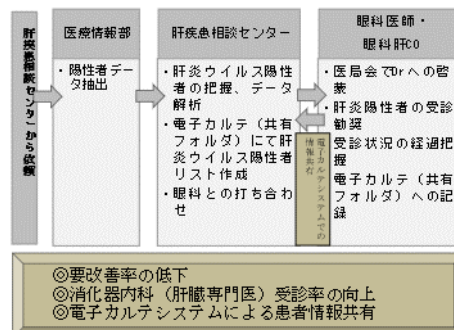 肝疾患相談センターから依頼
医療情報部
・陽性者デー
タ抽出
肝疾患相談センター
・肝炎ウイルス陽性
者の把握、データ
解析
・電子カルテ（共有
フォルダ）にて肝
炎ウイルス陽性者
リスト作成
・眼科との打ち合わ
せ
電子カルテシステムでの
情報共有
眼科医師・
眼科肝CO
・医局会でDrへの啓
蒙
・肝炎陽性者の受診
勧奨
受診状況の経過把
握
電子カルテ（共有
フォルダ）への記
録
◎要改善率の低下
◎消化器内科（肝臓専門医）受診率の向上
◎電子カルテシステムによる患者情報共有